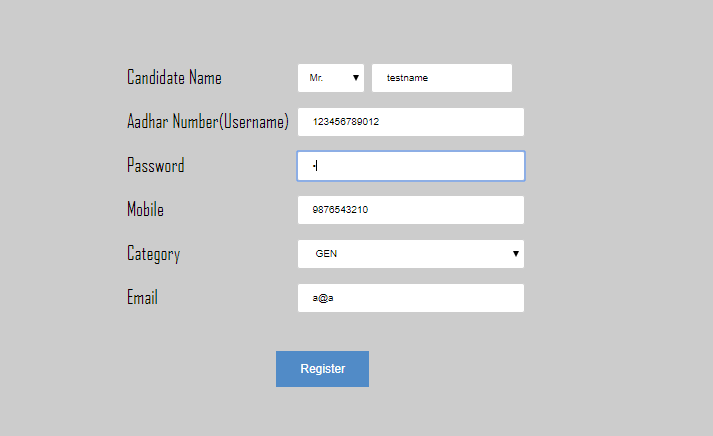 Candidate Name Mr. testname
Aadhar Number(Username) 123456789012
Password
Mobile 9876543210
Category GEN
Email a@a
Register